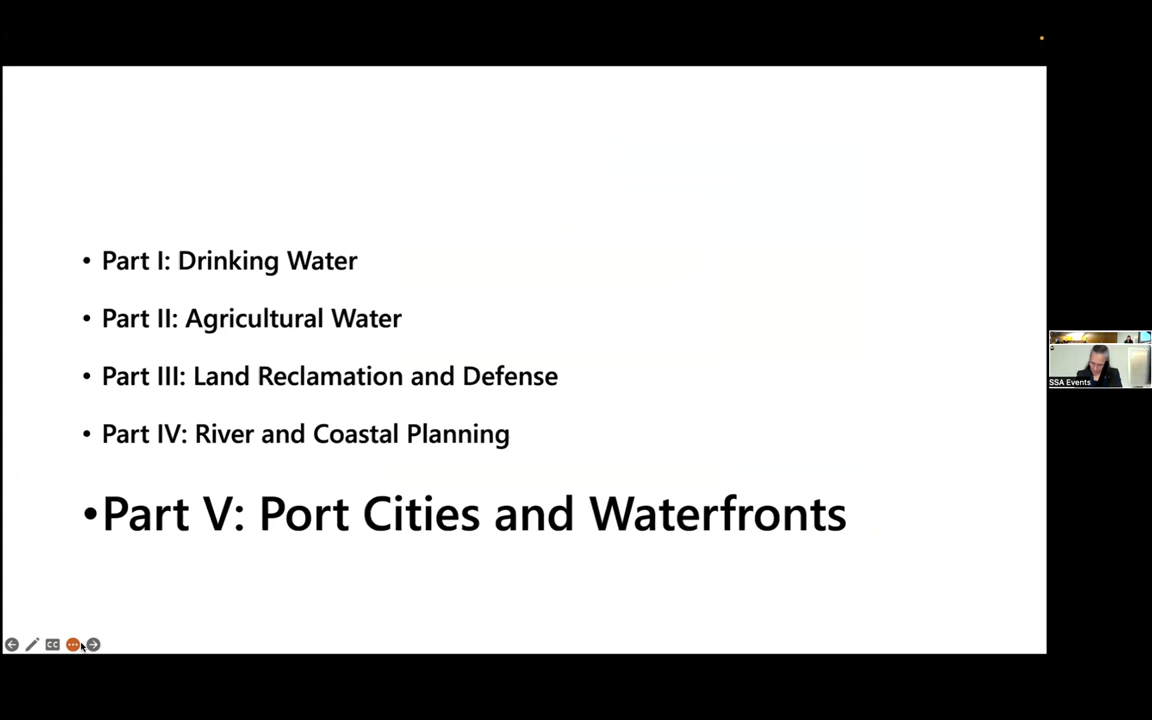 • Part I: Drinking Water
• Part II: Agricultural Water
• Part III: Land Reclamation and Defense
• Part IV: River and Coastal Planning
•Part V: Port Cities and Waterfronts
SSA Events
CC